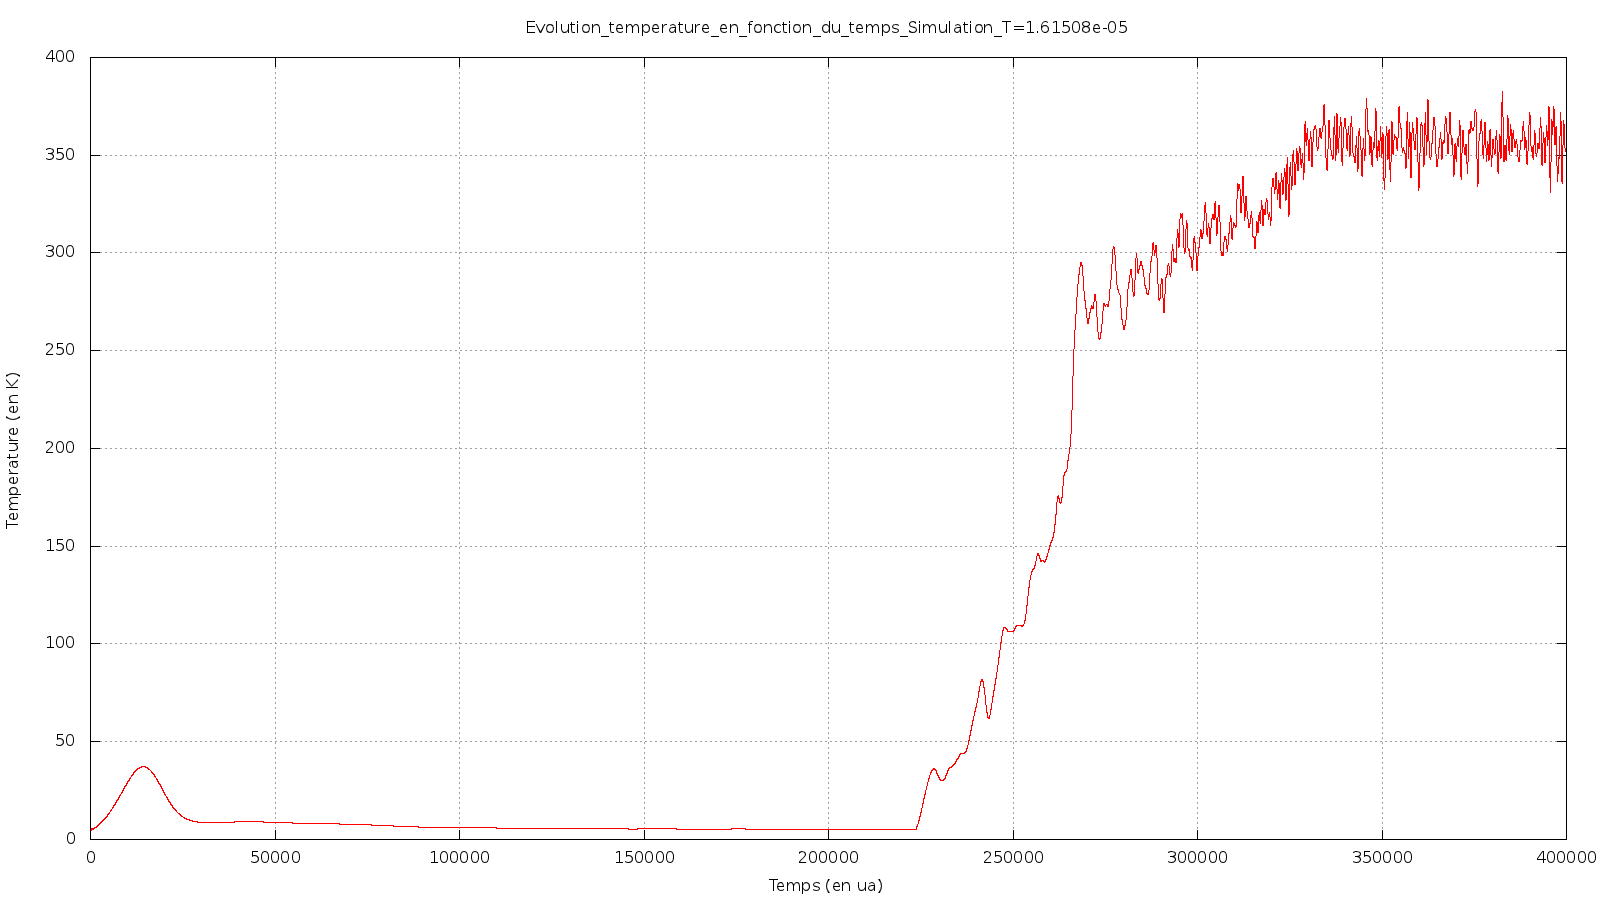 Evolution_temperature_en_fonction_du_temps_Simulation_T=1.61508e-05
400
350
300
250
200
150
100
50
0
Temperature (en K)
0 50000 100000 150000 200000 250000 300000 350000 400000
Temps (en ua)